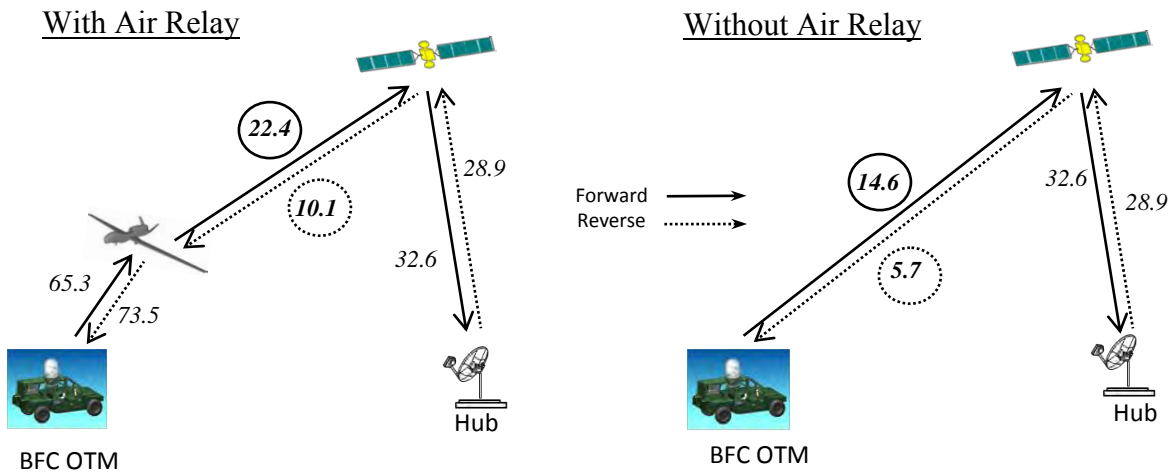 With Air Relay
22.4
10.1
28.9
32.6
65.3
73.5
Hub
BFC OTM
Without Air Relay
Forward
Reverse
14.6
5.7
32.6
28.9
Hub
BFC OTM